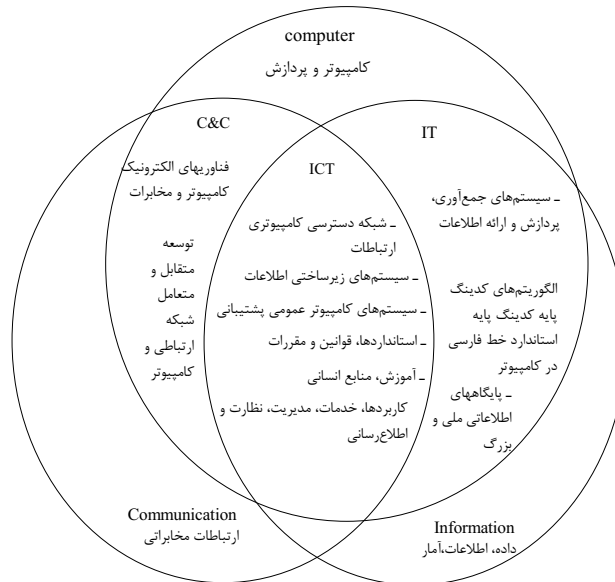 computer
کامپیوتر و پردازش
C&C
فناوریهای الکترونیک
کامپیوتر و مخابرات
توسعه
متقابل و
متعامل
شبکه
ارتباطی و
کامپیوتر
ICT
ـ شبکه دسترسی کامپیوتری
ارتباطات
ـ سیستم‌های زیرساختی اطلاعات
ـ سیستم‌های کامپیوتر عمومی پشتیبانی
ـ استانداردها، قوانین و مقررات
ـ آموزش، منابع انسانی
کاربردها، خدمات، مدیریت، نظارت و
اطلاع‌رسانی
IT
ـ سیستم‌های جمع‌آوری،
پردازش و ارائه اطلاعات
الگوریتم‌های کدینگ
پایه کدینگ پایه
استاندارد خط فارسی
در کامپیوتر
ـ پایگاههای
اطلاعاتی ملی و
بزرگ
Communication
ارتباطات مخابراتی
Information
داده، اطلاعات،آمار